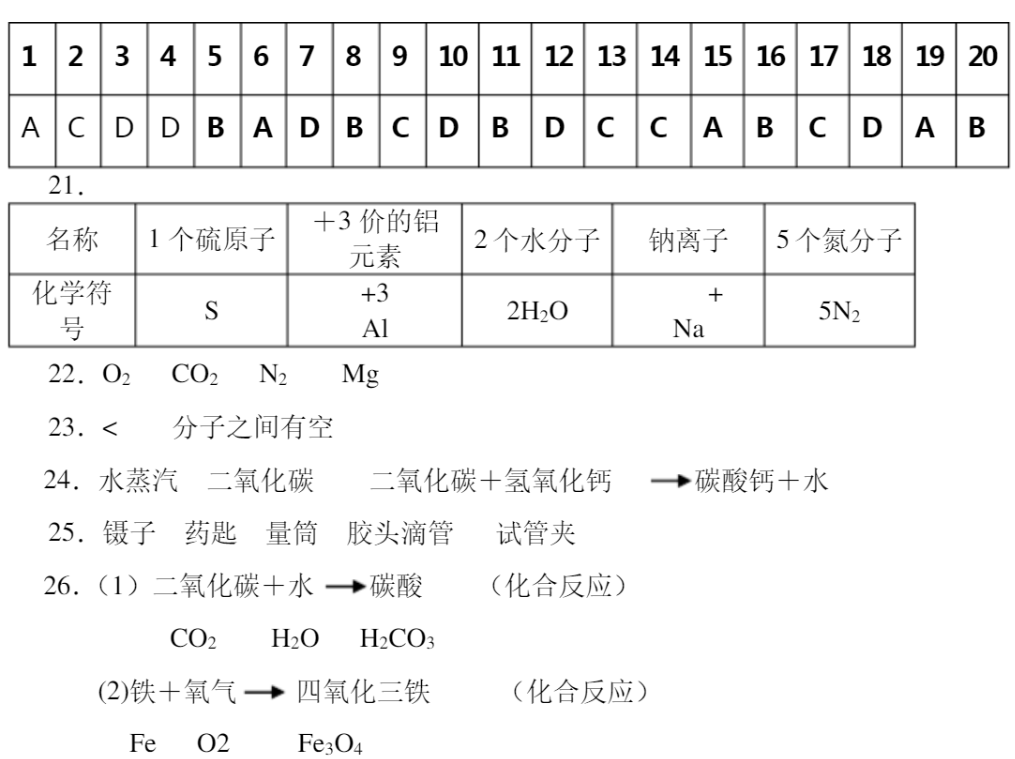 1 2 3 4 5 6 7 8 9 10 11 12 13 14 15 16 17 18 19 20
A C D D B A D B C D B D C C A B C D A B
21．
名称 1 个硫原子 ＋3 价的铝元素 2 个水分子 钠离子 5 个氮分子
化学符号 S +3 Al 2H₂O Na⁺ 5N₂
22．O₂ CO₂ N₂ Mg
23．< 分子之间有空
24．水蒸汽 二氧化碳 二氧化碳＋氢氧化钙 →碳酸钙＋水
25．镊子 药匙 量筒 胶头滴管 试管夹
26．（1）二氧化碳＋水 →碳酸 （化合反应）
CO₂ H₂O H₂CO₃
(2)铁＋氧气 → 四氧化三铁 （化合反应）
Fe O2 Fe₃O₄